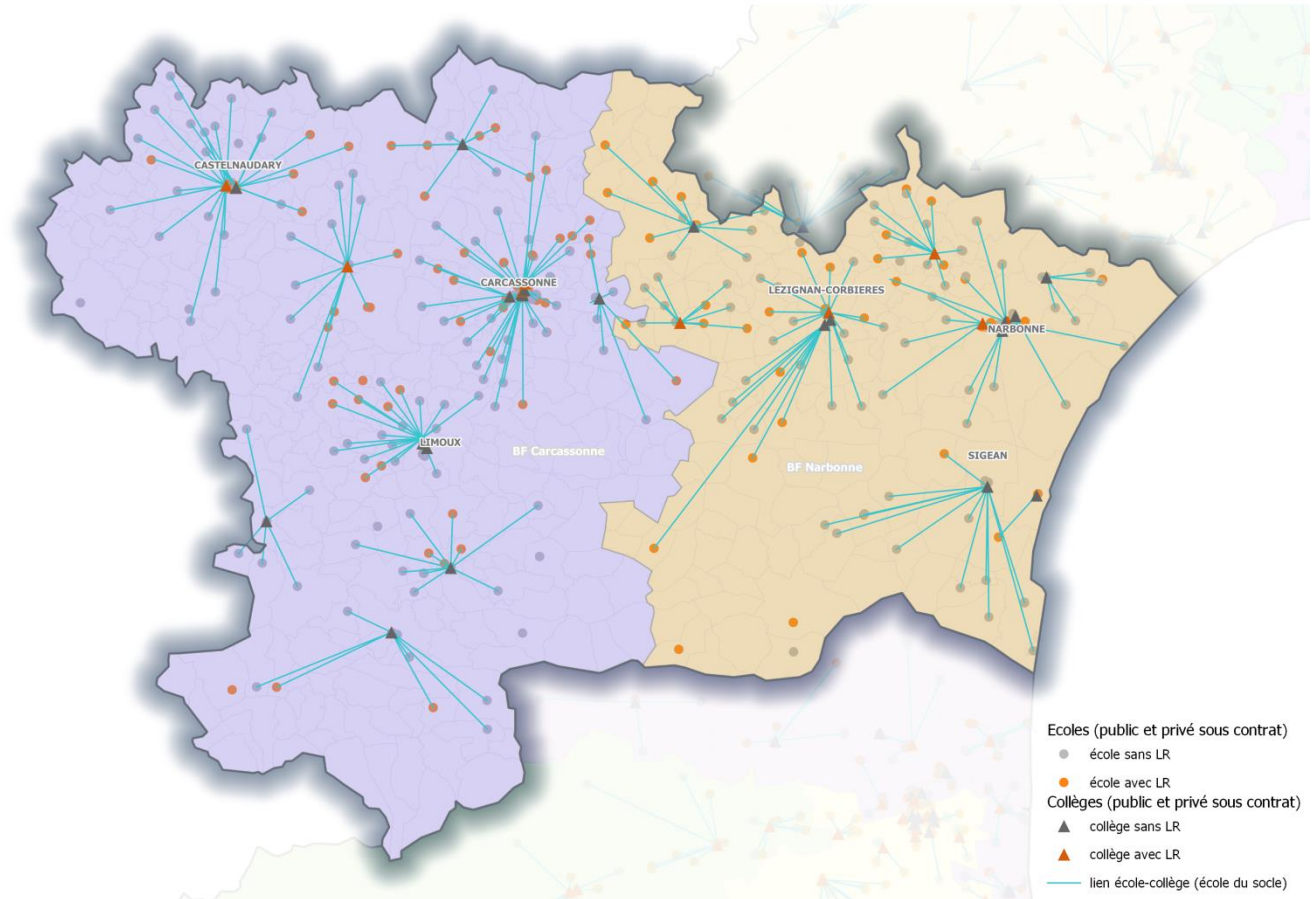 CASTELNAUDARY
CARCASSONNE
LEZIGNAN-CORBIERES
NARBONNE
LIMOUX
BF Carcassonne
BF Narbonne
SIGEAN
Ecoles (public et privé sous contrat)
école sans LR
école avec LR
Collèges (public et privé sous contrat)
collège sans LR
collège avec LR
lien école-collège (école du socle)